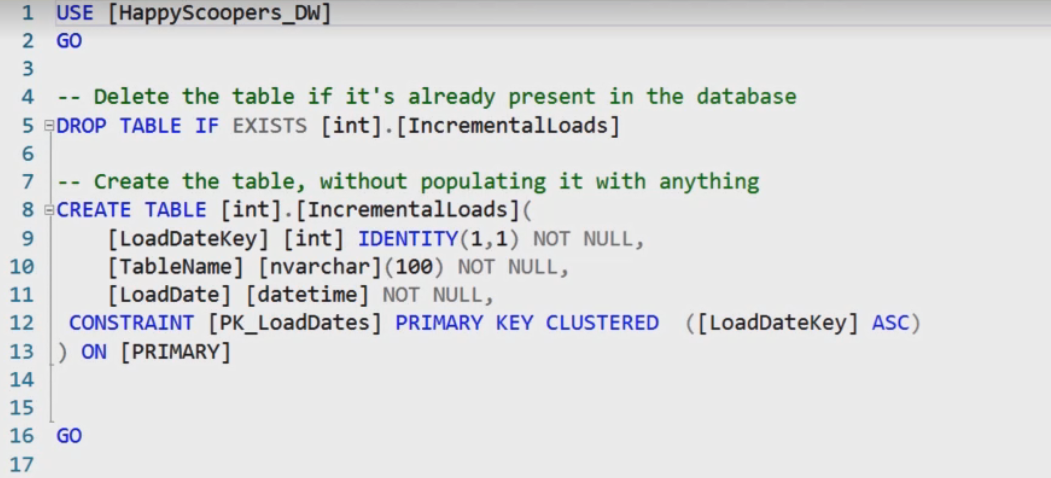 1 USE [HappyScoopers_DW]
2 GO
3
4 -- Delete the table if it's already present in the database
5 DROP TABLE IF EXISTS [int].[IncrementalLoads]
6
7 -- Create the table, without populating it with anything
8 CREATE TABLE [int].[IncrementalLoads](
9 [LoadDateKey] [int] IDENTITY(1,1) NOT NULL,
10 [TableName] [nvarchar](100) NOT NULL,
11 [LoadDate] [datetime] NOT NULL,
12 CONSTRAINT [PK_LoadDates] PRIMARY KEY CLUSTERED  ([LoadDateKey] ASC)
13 ) ON [PRIMARY]
14
15
16 GO
17